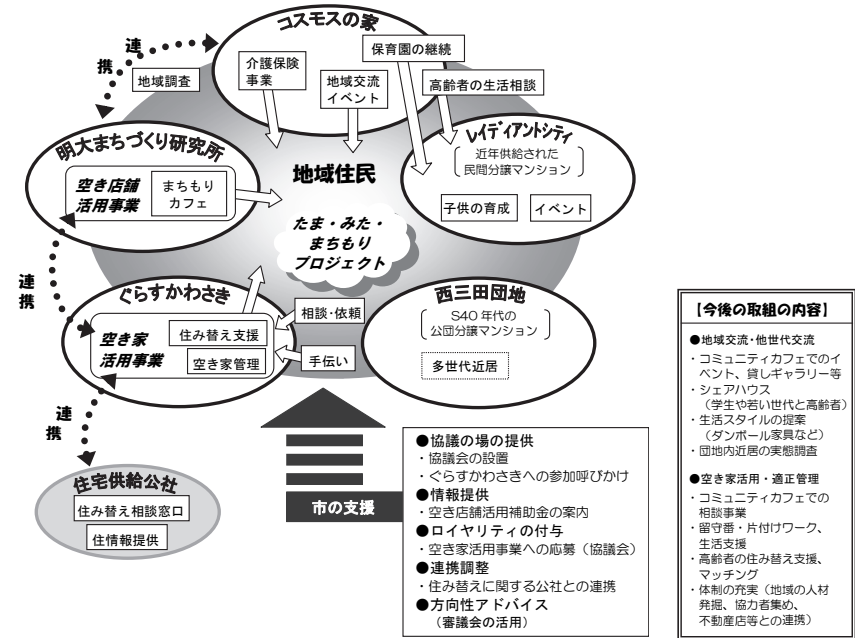 コスモスの家
介護保険
事業
地域交流
イベント
保育園の継続
高齢者の生活相談
連
携
地域調査
明大まちづくり研究所
空き店舗
活用事業
まちもり
カフェ
地域住民
たま・みた・
まちもり
プロジェクト
レイディアントシティ
近年供給された
民間分譲マンション
子供の育成
イベント
連
携
ぐらすかわさき
空き家
活用事業
住み替え支援
空き家管理
相談・依頼
手伝い
西三田団地
S40年代の
公団分譲マンション
多世代近居
連
携
住宅供給公社
住み替え相談窓口
住情報提供
市の支援
●協議の場の提供
・協議会の設置
・ぐらすかわさきへの参加呼びかけ
●情報提供
・空き店舗活用補助金の案内
●ロイヤリティの付与
・空き家活用事業への応募（協議会）
●連携調整
・住み替えに関する公社との連携
●方向性アドバイス
（審議会の活用）
【今後の取組の内容】
●地域交流・他世代交流
・コミュニティカフェでのイ
ベント、貸しギャラリー等
・シェアハウス
（学生や若い世代と高齢者）
・生活スタイルの提案
（ダンボール家具など）
・団地内近居の実態調査
●空き家活用・適正管理
・コミュニティカフェでの
相談事業
・留守番・片付けワーク、
生活支援
・高齢者の住み替え支援、
マッチング
・体制の充実（地域の人材
発掘、協力者集め、
不動産店等との連携）